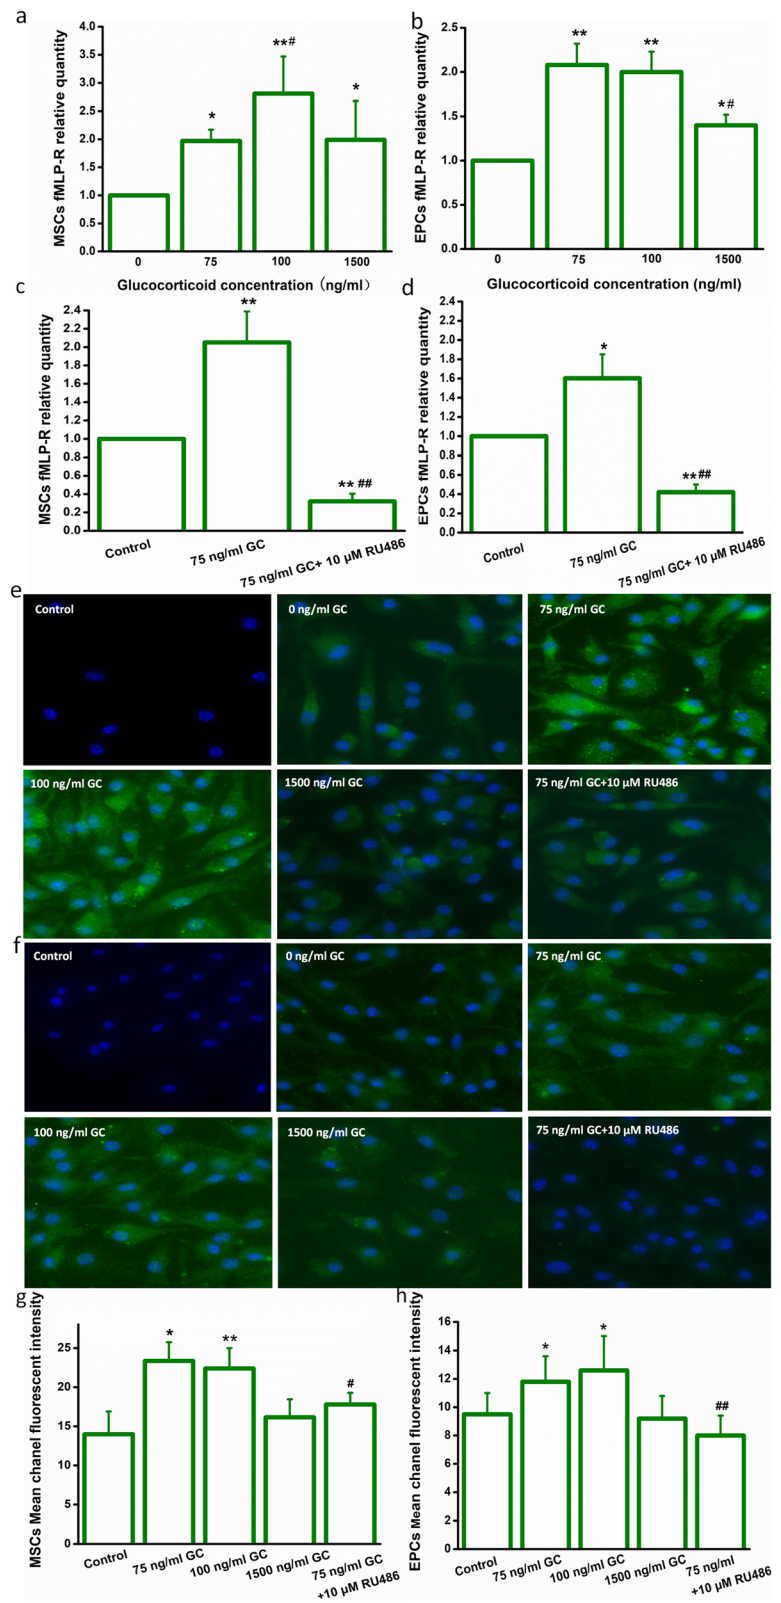 a
MSCs fMLP-R relative quantity
4.0
3.5
3.0
2.5
2.0
1.5
1.0
0.5
0.0
*
**#
*
0
75
100
1500
Glucocorticoid concentration（ng/ml）
b
EPCs fMLP-R relative quantity
2.5
2.0
1.5
1.0
0.5
0.0
**
**
*#
0
75
100
1500
Glucocorticoid concentration (ng/ml)
c
MSCs fMLP-R relative quantity
2.4
2.2
2.0
1.8
1.6
1.4
1.2
1.0
0.8
0.6
0.4
0.2
0.0
**
**##
Control
75 ng/ml GC
75 ng/ml GC+ 10 μM RU486
d
EPCs fMLP-R relative quantity
2.4
2.2
2.0
1.8
1.6
1.4
1.2
1.0
0.8
0.6
0.4
0.2
0.0
*
**##
Control
75 ng/ml GC
75 ng/ml GC+ 10 μM RU486
e
Control
0 ng/ml GC
75 ng/ml GC
100 ng/ml GC
1500 ng/ml GC
75 ng/ml GC+10 μM RU486
f
Control
0 ng/ml GC
75 ng/ml GC
100 ng/ml GC
1500 ng/ml GC
75 ng/ml GC+10 μM RU486
g
MSCs Mean chanel fluorescent intensity
25
20
15
10
5
0
*
**
#
Control
75 ng/ml GC
100 ng/ml GC
1500 ng/ml GC
75 ng/ml GC
+10 μM RU486
h
EPCs Mean chanel fluorescent intensity
16
14
12
10
8
6
4
2
0
*
*
##
Control
75 ng/ml GC
100 ng/ml GC
1500 ng/ml GC
75 ng/ml
+10 μM RU486